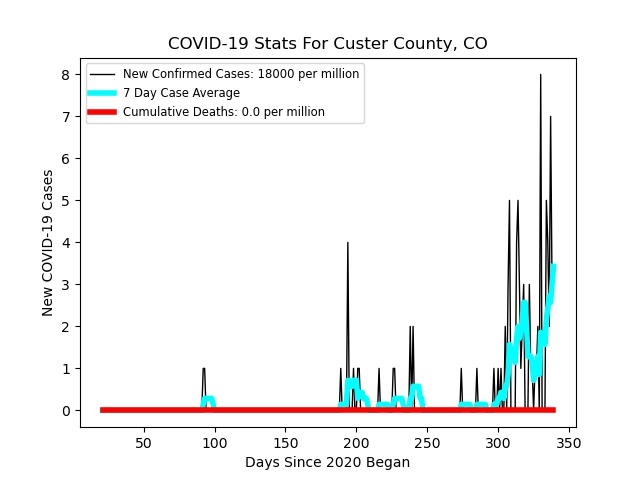 COVID-19 Stats For Custer County, CO
New Confirmed Cases: 18000 per million
7 Day Case Average
Cumulative Deaths: 0.0 per million
8
7
6
5
4
3
2
1
0
New COVID-19 Cases
50 100 150 200 250 300 350
Days Since 2020 Began